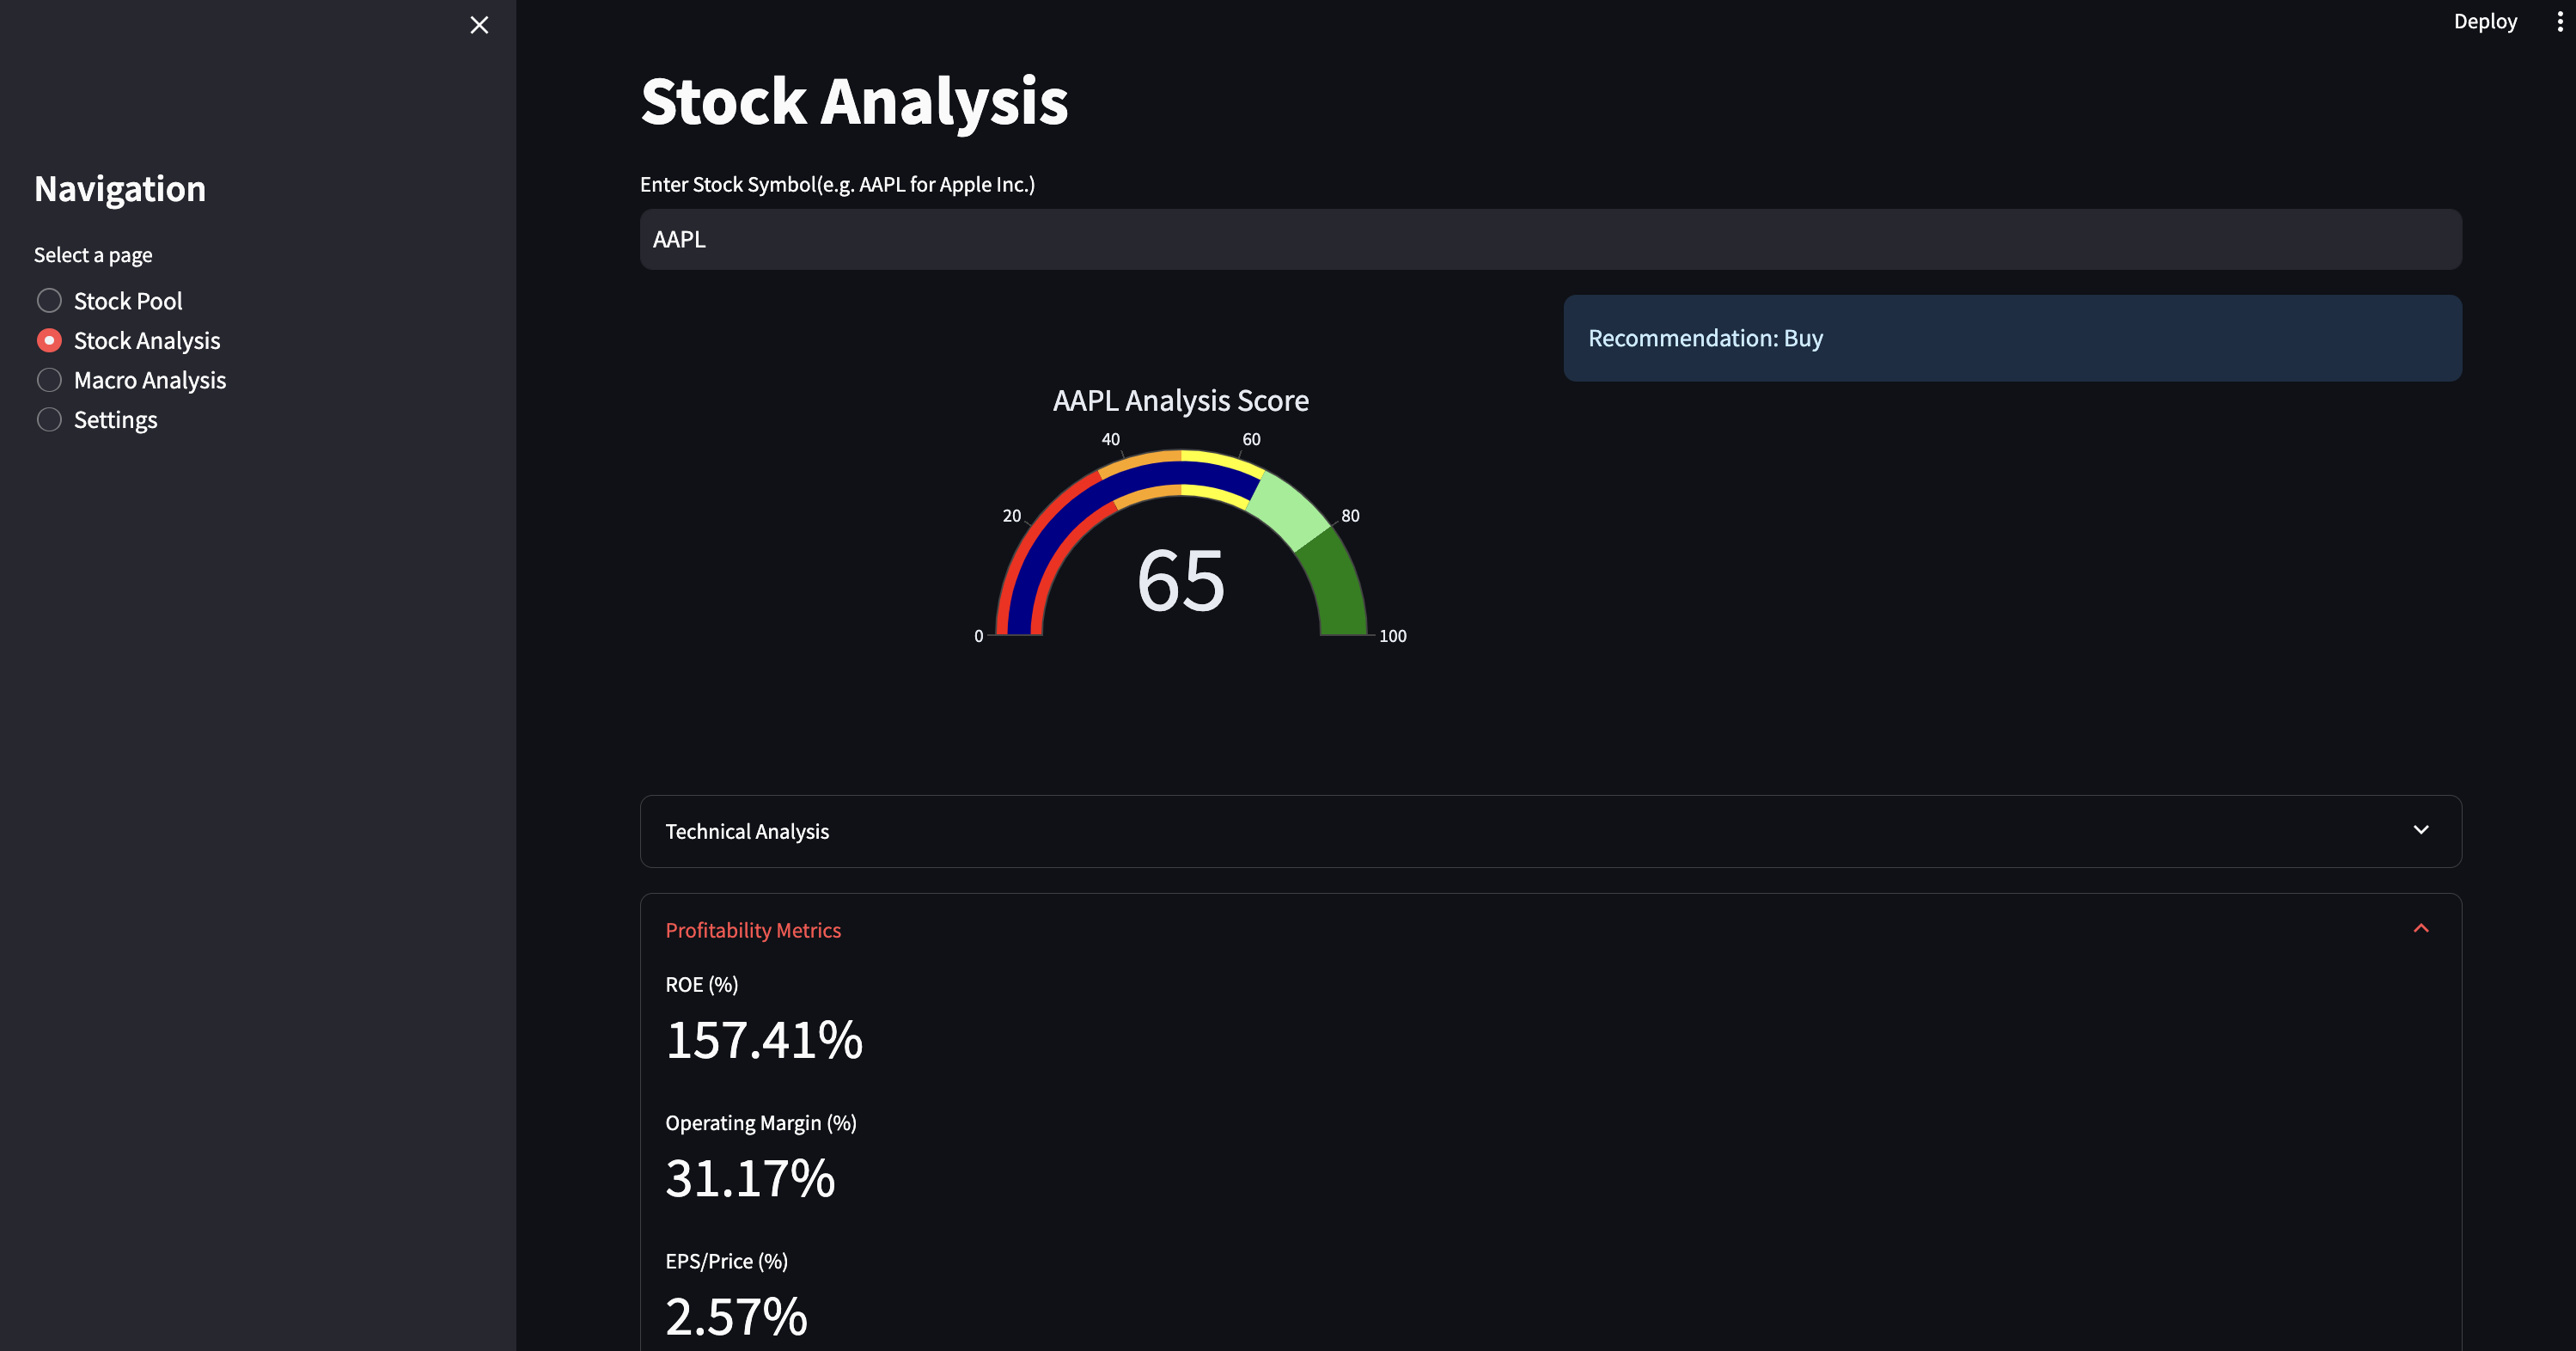 Deploy
Navigation
Select a page
Stock Pool
Stock Analysis
Macro Analysis
Settings
Stock Analysis
Enter Stock Symbol(e.g. AAPL for Apple Inc.)
AAPL
Recommendation: Buy
AAPL Analysis Score
0
20
40
60
80
100
65
Technical Analysis
Profitability Metrics
ROE (%)
157.41%
Operating Margin (%)
31.17%
EPS/Price (%)
2.57%